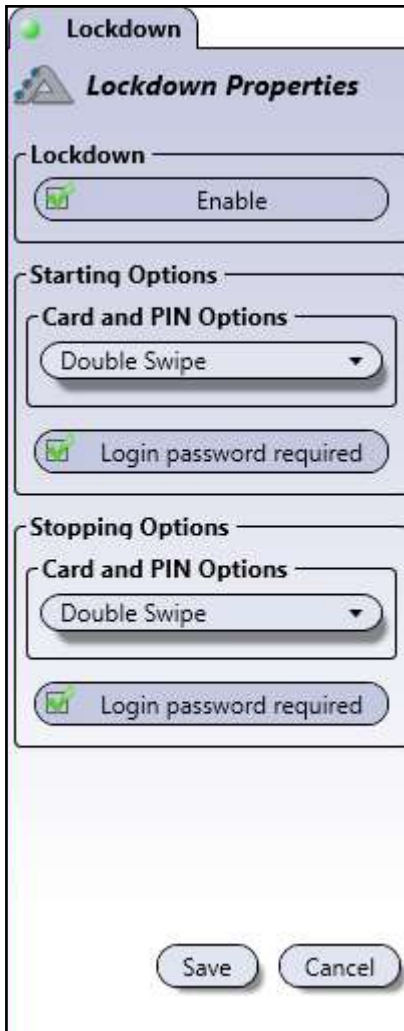 Lockdown
Lockdown Properties
Lockdown
Enable
Starting Options
Card and PIN Options
Double Swipe
Login password required
Stopping Options
Card and PIN Options
Double Swipe
Login password required
Save Cancel